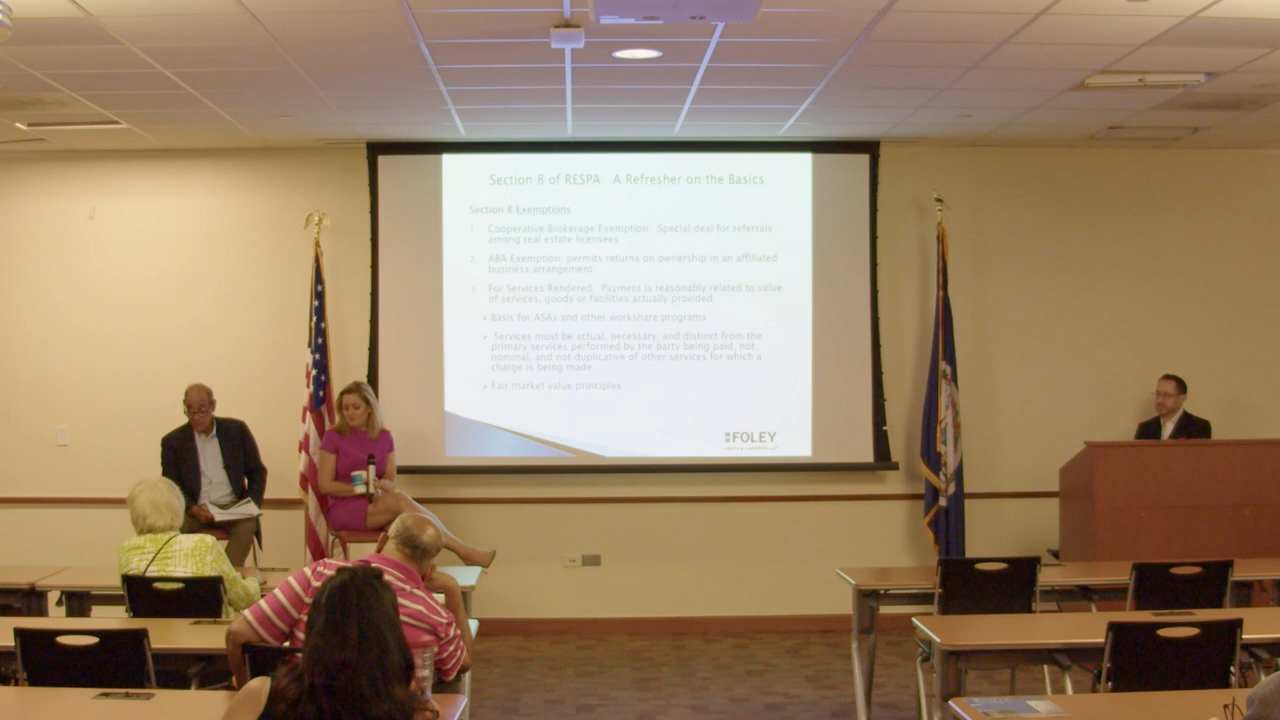 Section 8 of RESPA: A Refresher on the Basics
Section 8 Exemptions
1. Cooperative Brokerage Exemption: Special deal for referrals
among real estate licensees
2. ABA Exemption: permits returns on ownership in an affiliated
business arrangement
3. For Services Rendered: Payment is reasonably related to value
of services, goods or facilities actually provided
➢ Basis for ASAs and other workshare programs
➢ Services must be actual, necessary, and distinct from the
primary services performed by the party being paid, not
nominal, and not duplicative of other services for which a
charge is being made
➢ Fair market value principles
FOLEY
FOLEY & LARDNER LLP